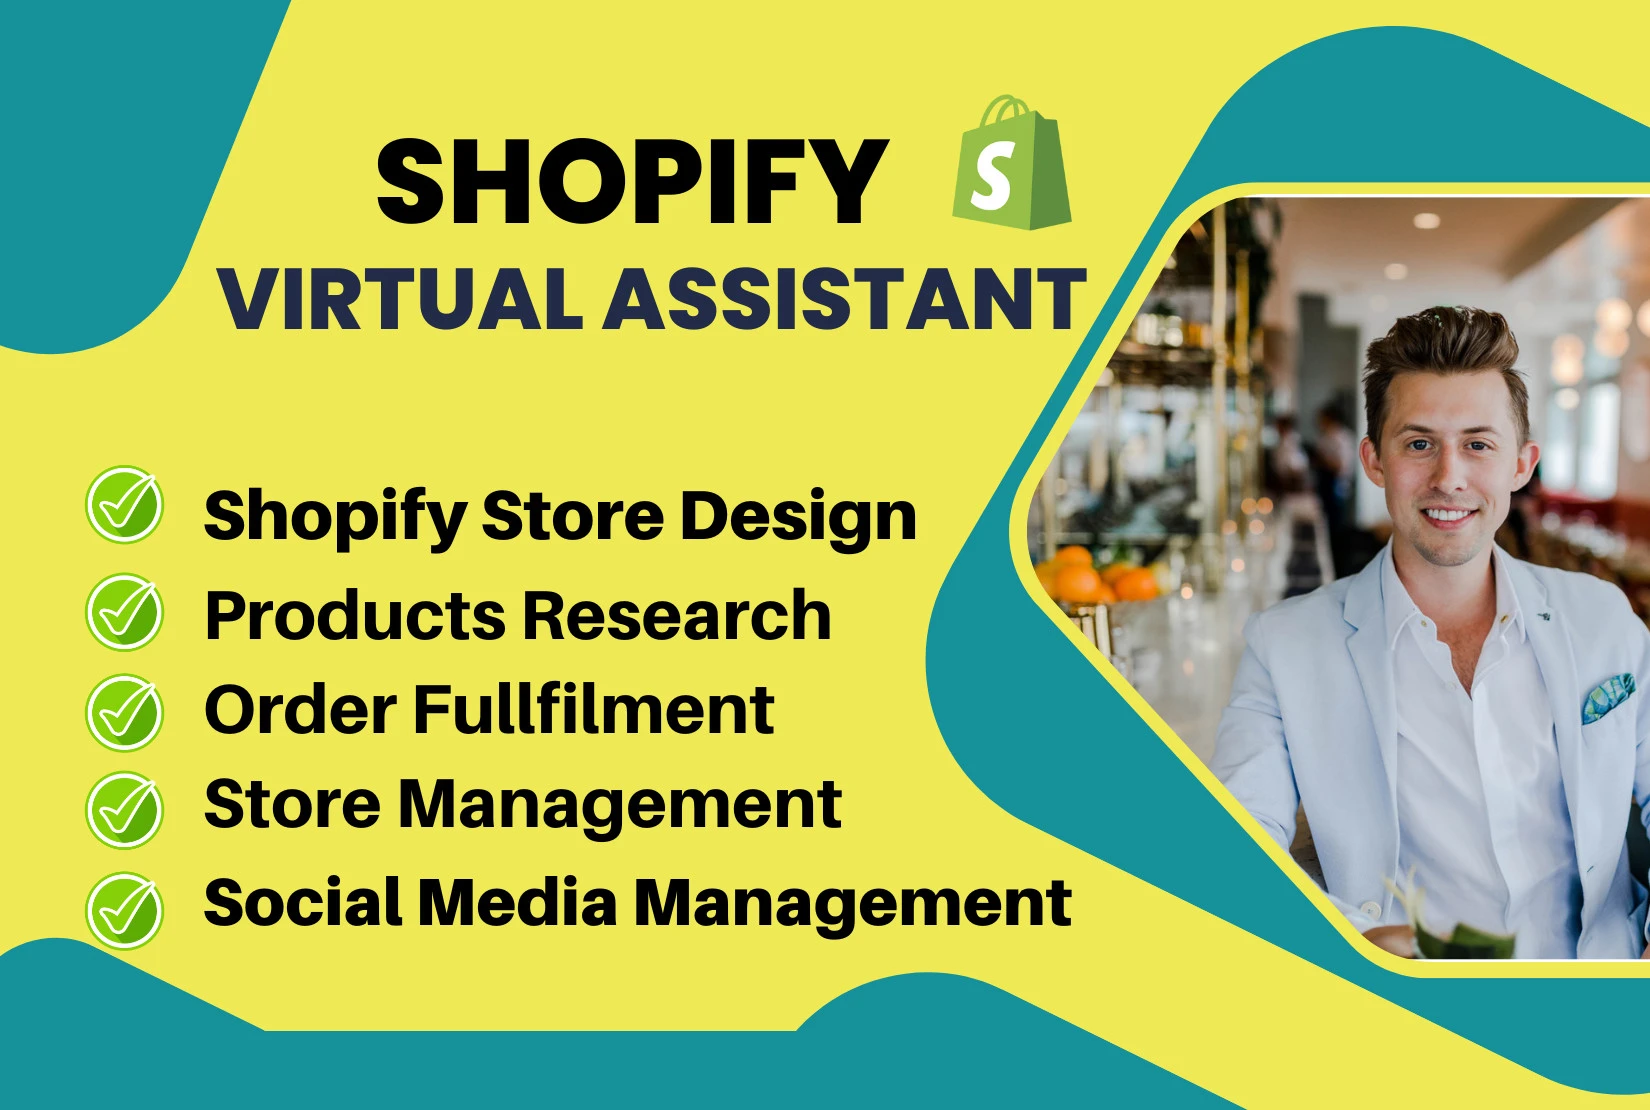 SHOPIFY
S
VIRTUAL ASSISTANT
Shopify Store Design
Products Research
Order Fullfilment
Store Management
Social Media Management